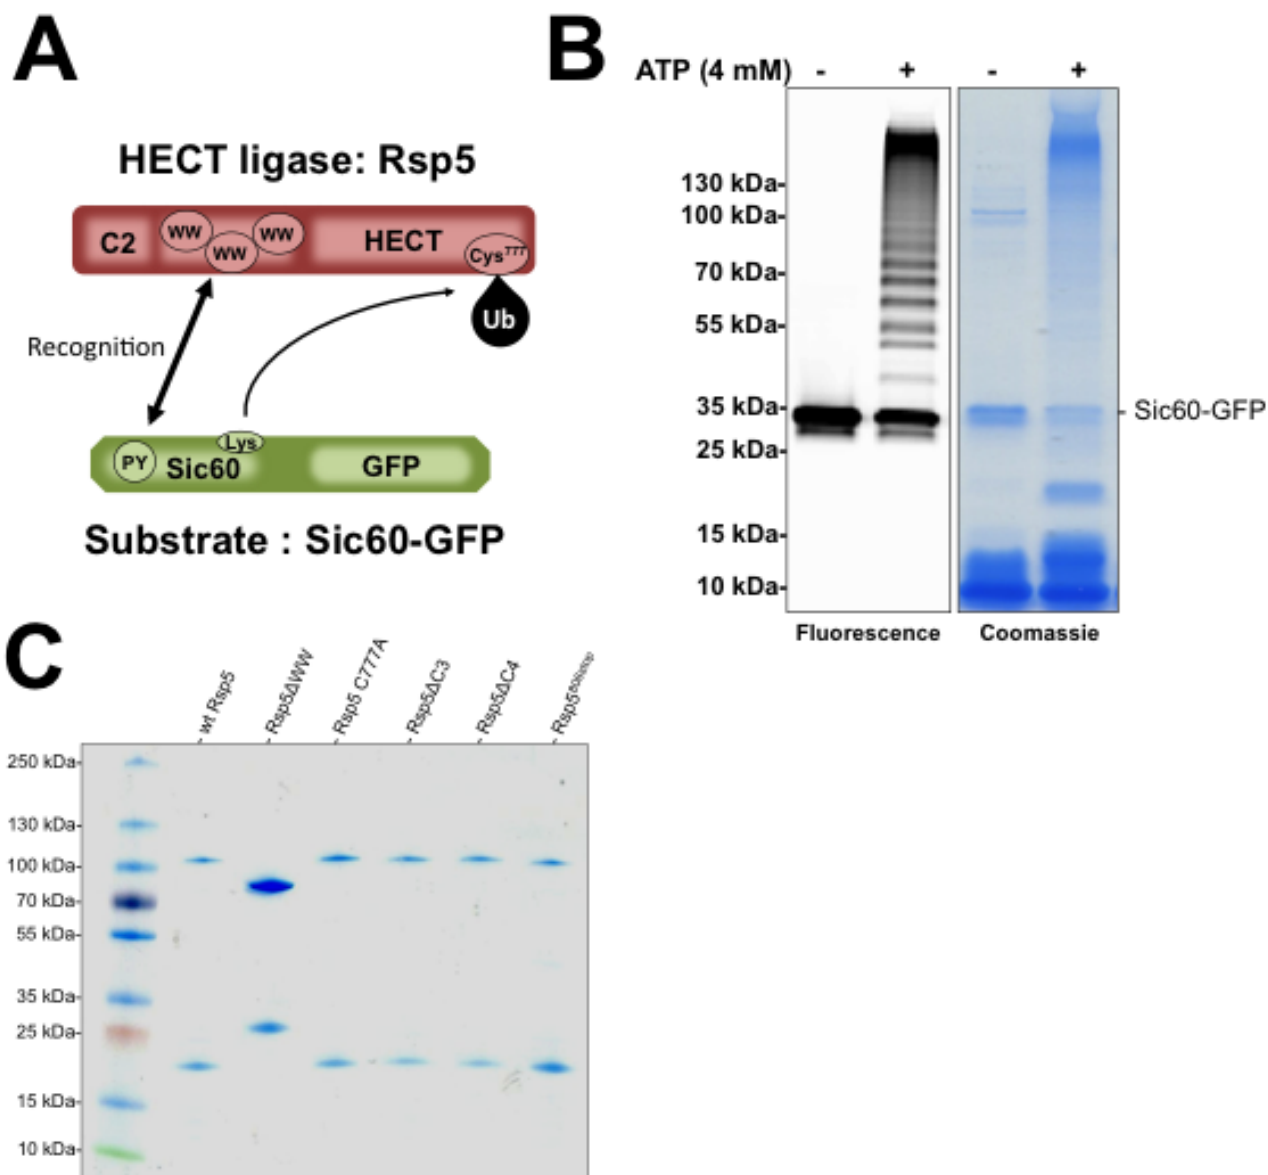 A
HECT ligase: Rsp5
C2 WW WW WW HECT Cys777
Ub
Recognition
PY Sic60 Lys GFP
Substrate : Sic60-GFP
B
ATP (4 mM) - + - +
130 kDa-
100 kDa-
70 kDa-
55 kDa-
35 kDa-
- Sic60-GFP
25 kDa-
15 kDa-
10 kDa-
Fluorescence Coomassie
C
- wt Rsp5
- Rsp5ΔWW
- Rsp5 C777A
- Rsp5ΔC3
- Rsp5ΔC4
250 kDa-
130 kDa-
100 kDa-
70 kDa-
55 kDa-
35 kDa-
25 kDa-
15 kDa-
10 kDa-